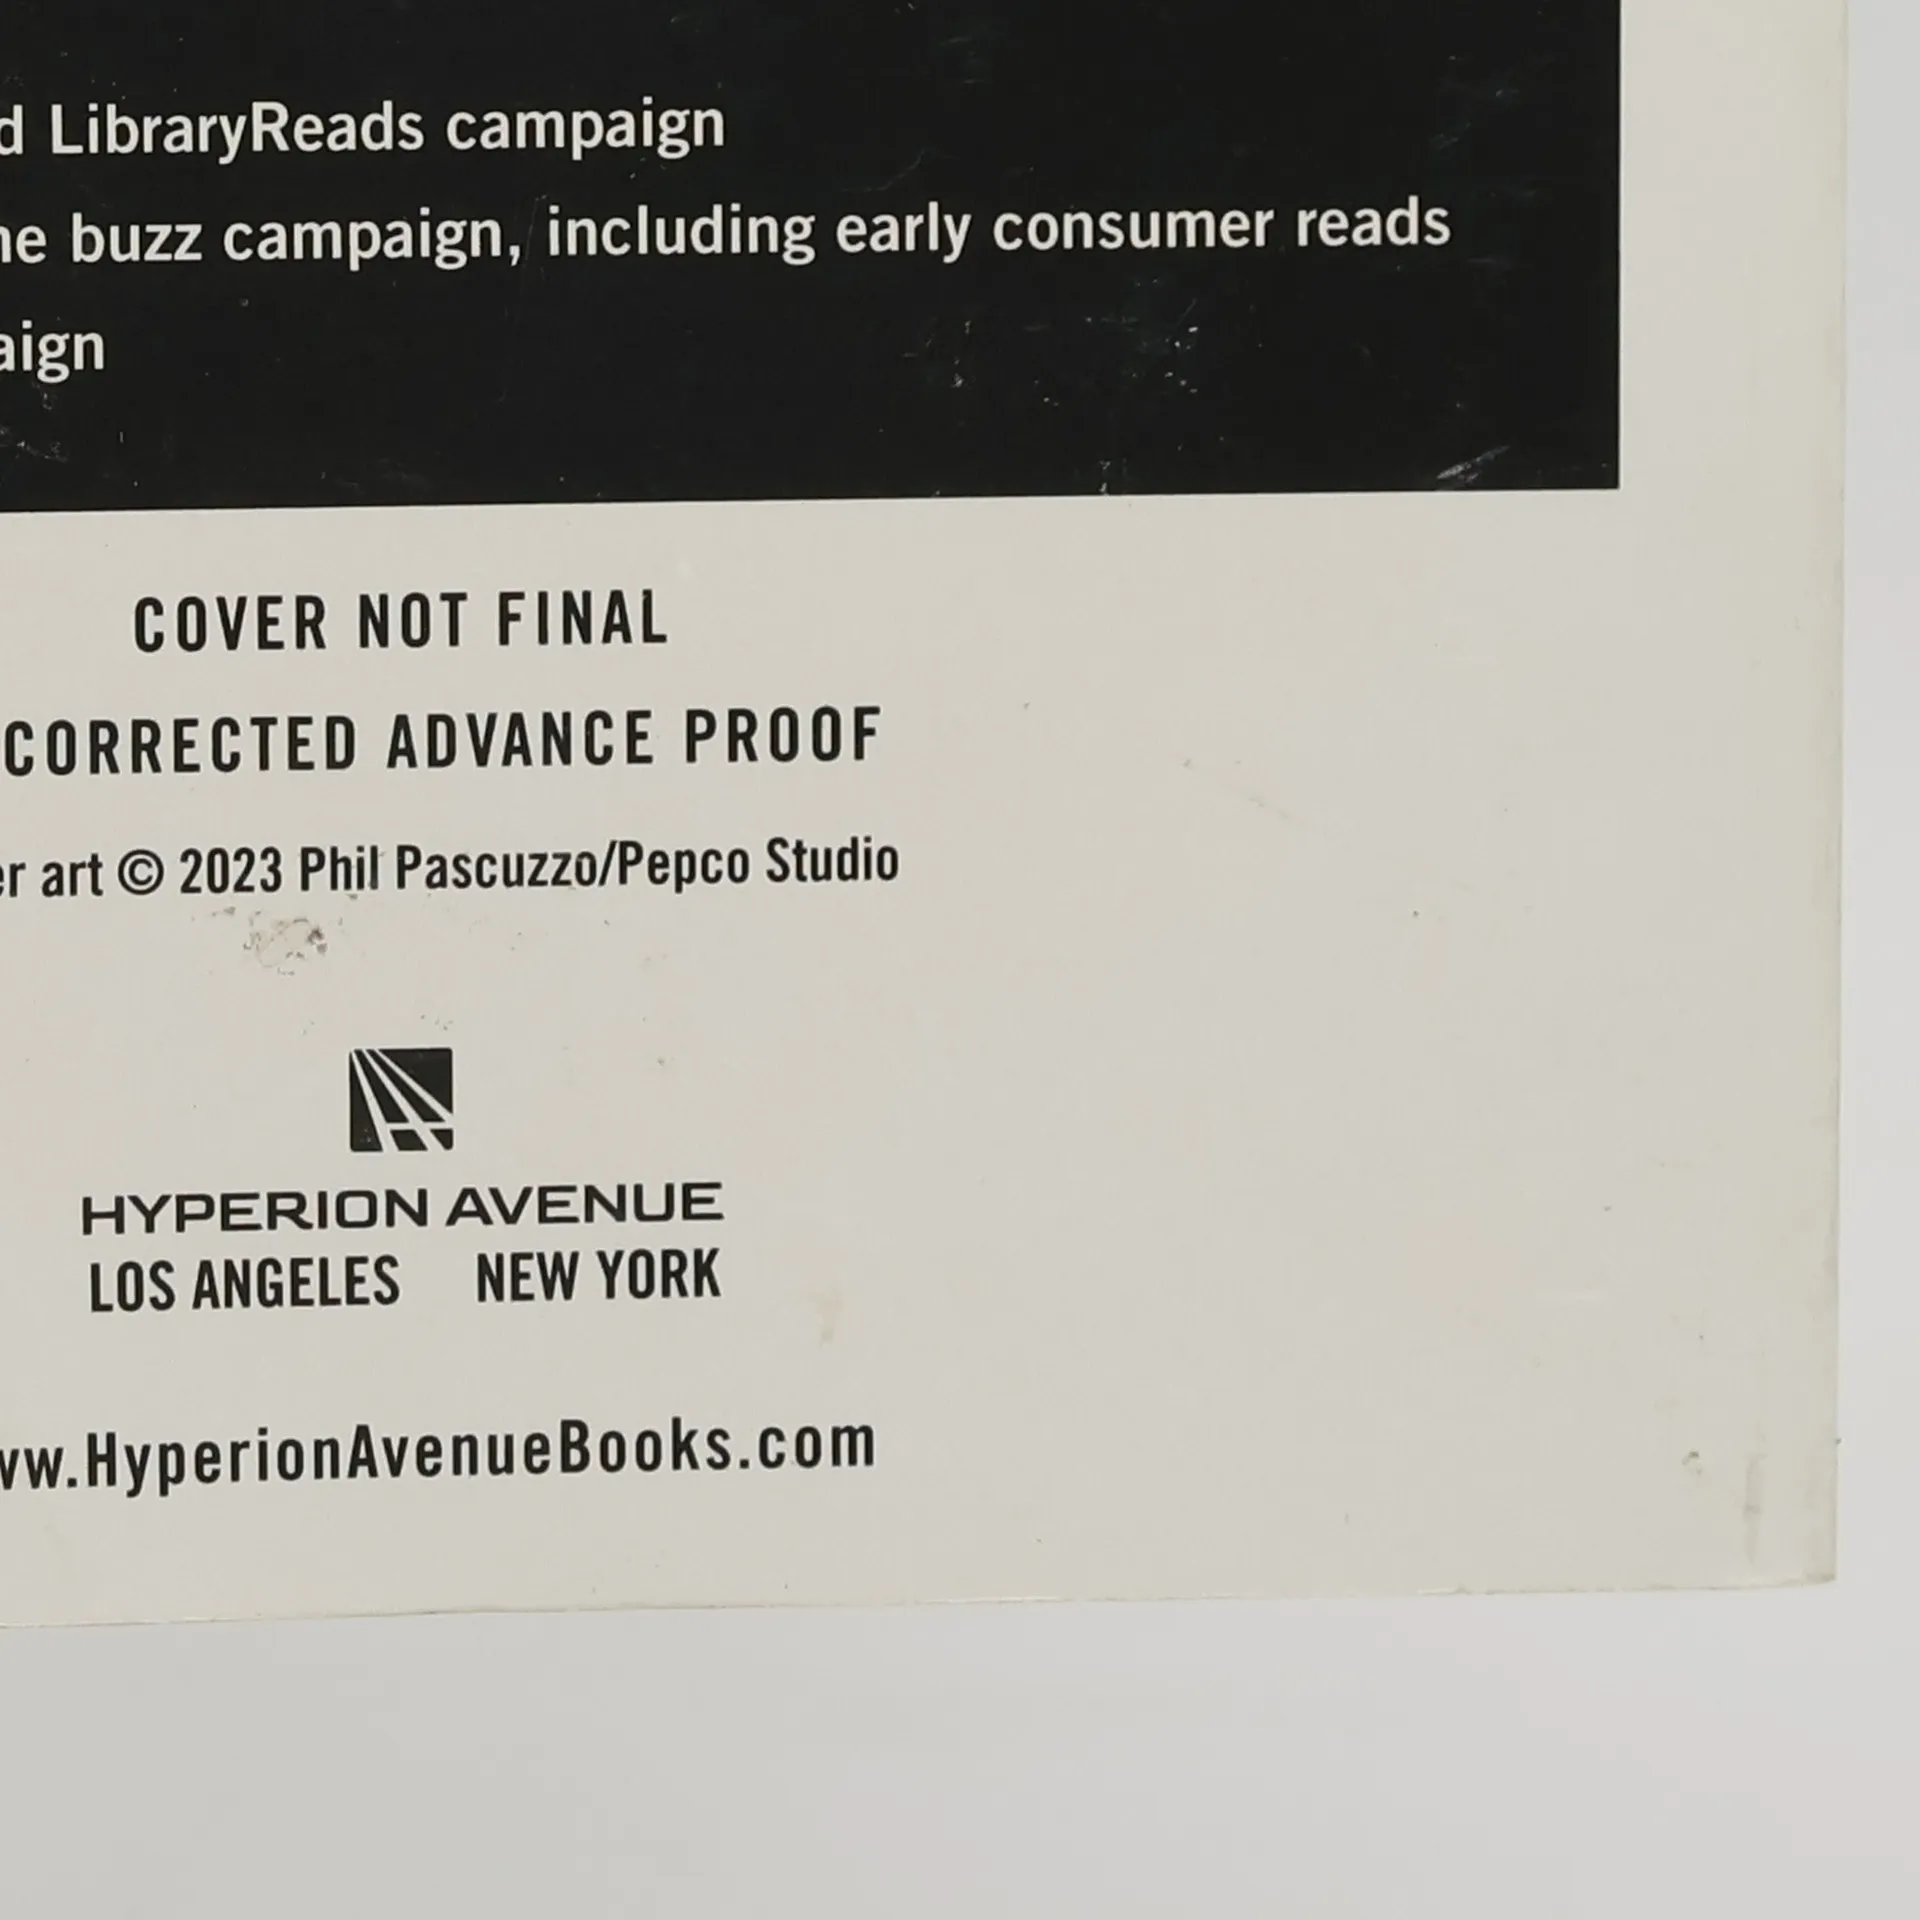 d LibraryReads campaign
ne buzz campaign, including early consumer reads
aign
COVER NOT FINAL
CORRECTED ADVANCE PROOF
er art © 2023 Phil Pascuzzo/Pepco Studio
HYPERION AVENUE
LOS ANGELES NEW YORK
ww.HyperionAvenueBooks.com